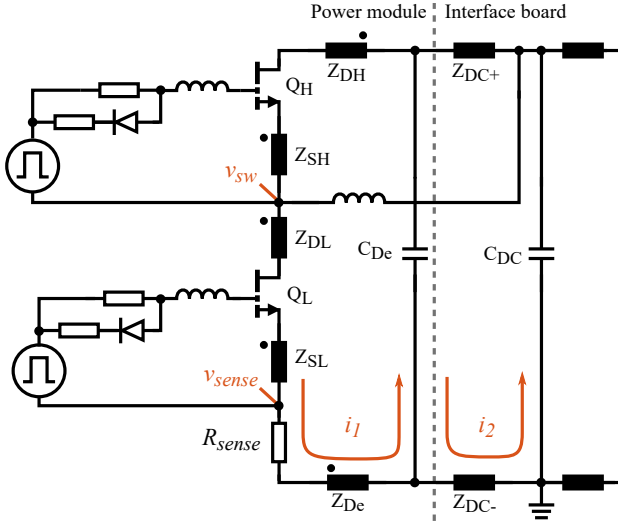 Power module
Interface board
Z_DH
Z_DC+
Q_H
Z_SH
v_sw
Z_DL
C_De
C_DC
Q_L
Z_SL
v_sense
i_1
i_2
R_sense
Z_De
Z_DC-